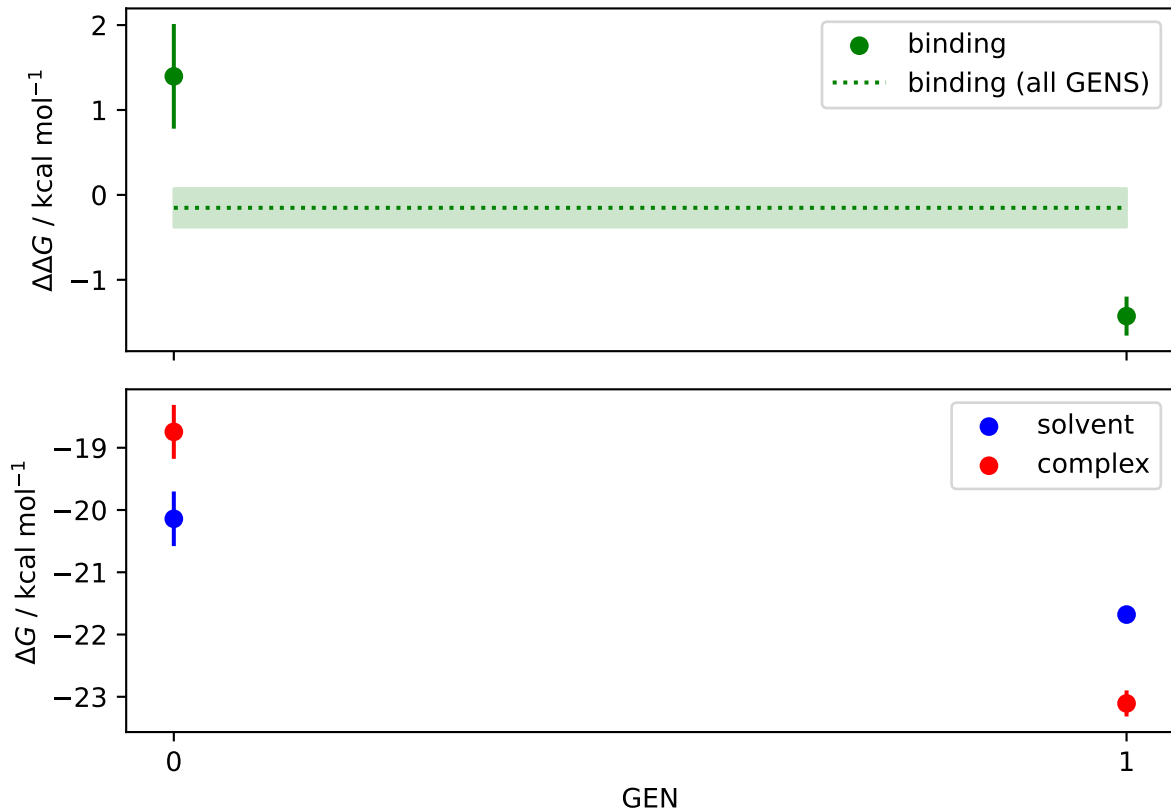 2
1
0
−1
ΔΔG / kcal mol⁻¹
binding
binding (all GENS)
−19
−20
−21
−22
−23
ΔG / kcal mol⁻¹
solvent
complex
0
1
GEN